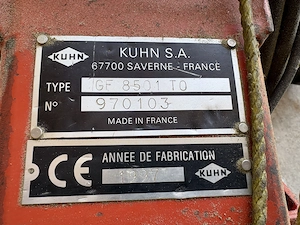 KUHN
KUHN S.A.
67700 SAVERNE - FRANCE
TYPE GF 8501 TO
N° 970103
MADE IN FRANCE
CE
ANNEE DE FABRICATION
KUHN